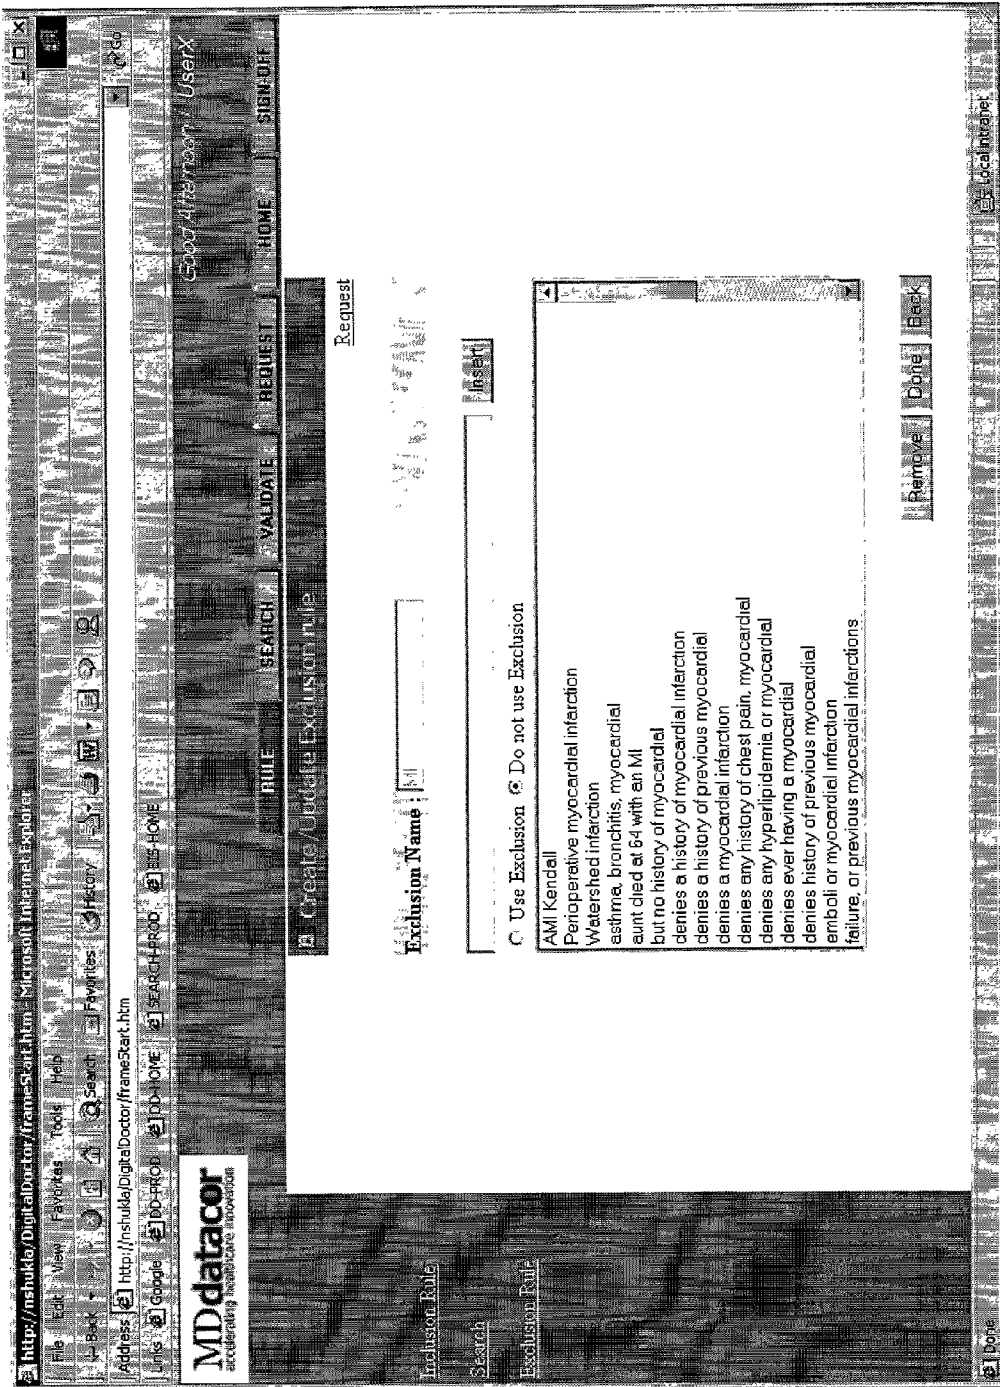 http://nshukla/DigitalDoctor/frameStart.htm - Microsoft Internet Explorer
File Edit View Favorites Tools Help
Back Search Favorites History
Address http://nshukla/DigitalDoctor/frameStart.htm Go
Links Google DD-PROD DD-HOME SEARCH-PROD EIS-HOME
MDdatacor
accelerating healthcare innovation
Good Afternoon ! UserX
RULE SEARCH VALIDATE REQUEST HOME SIGN-OFF
Inclusion Rule
Search
Exclusion Rule
Create/Update Exclusion rule
Request
Exclusion Name : MI
Insert
Use Exclusion Do not use Exclusion
AMI Kendall
Perioperative myocardial infarction
Watershed infarction
asthma, bronchitis, myocardial
aunt died at 64 with an MI
but no history of myocardial
denies a history of myocardial infarction
denies a history of previous myocardial
denies a myocardial infarction
denies any history of chest pain, myocardial
denies any hyperlipidemia or myocardial
denies ever having a myocardial
denies history of previous myocardial
emboli or myocardial infarction
failure, or previous myocardial infarctions
Remove Done Back
Done Local intranet